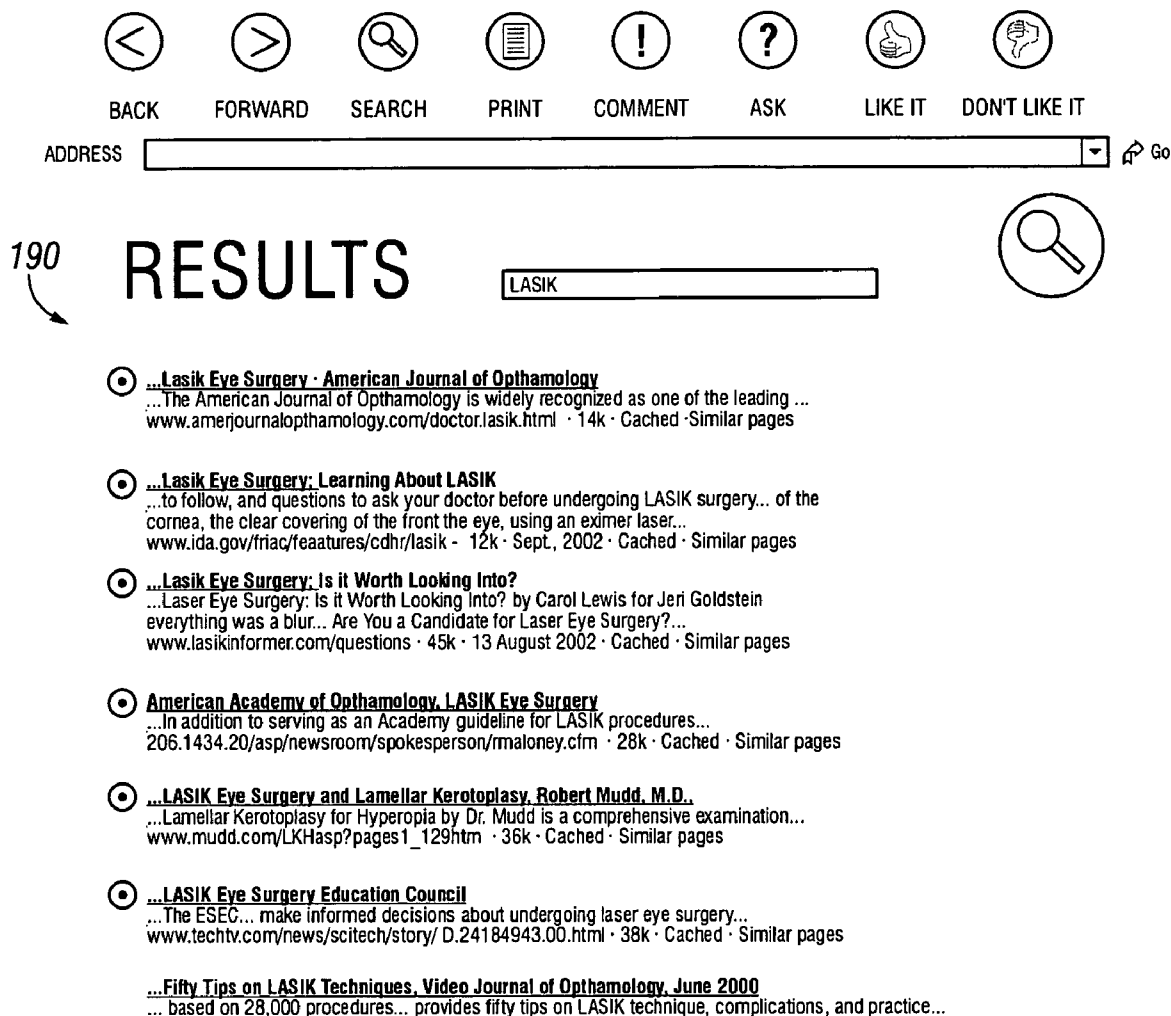 BACK FORWARD SEARCH PRINT COMMENT ASK LIKE IT DON'T LIKE IT
ADDRESS Go
190
RESULTS LASIK
...Lasik Eye Surgery · American Journal of Opthamology
...The American Journal of Opthamology is widely recognized as one of the leading ...
www.amerjournalopthamology.com/doctor.lasik.html · 14k · Cached ·Similar pages
...Lasik Eye Surgery; Learning About LASIK
...to follow, and questions to ask your doctor before undergoing LASIK surgery... of the
cornea, the clear covering of the front the eye, using an eximer laser...
www.ida.gov/friac/feaatures/cdhr/lasik - 12k · Sept., 2002 · Cached · Similar pages
...Lasik Eye Surgery; Is it Worth Looking Into?
...Laser Eye Surgery: Is it Worth Looking Into? by Carol Lewis for Jeri Goldstein
everything was a blur... Are You a Candidate for Laser Eye Surgery?...
www.lasikinformer.com/questions · 45k · 13 August 2002 · Cached · Similar pages
American Academy of Opthamology, LASIK Eye Surgery
...In addition to serving as an Academy guideline for LASIK procedures...
206.1434.20/asp/newsroom/spokesperson/rmaloney.cfm · 28k · Cached · Similar pages
...LASIK Eye Surgery and Lamellar Kerotoplasy, Robert Mudd, M.D.,
...Lamellar Kerotoplasy for Hyperopia by Dr. Mudd is a comprehensive examination...
www.mudd.com/LKHasp?pages1_129htm · 36k · Cached · Similar pages
...LASIK Eye Surgery Education Council
...The ESEC... make informed decisions about undergoing laser eye surgery...
www.techtv.com/news/scitech/story/ D.24184943.00.html · 38k · Cached · Similar pages
...Fifty Tips on LASIK Techniques, Video Journal of Opthamology, June 2000
... based on 28,000 procedures... provides fifty tips on LASIK technique, complications, and practice...